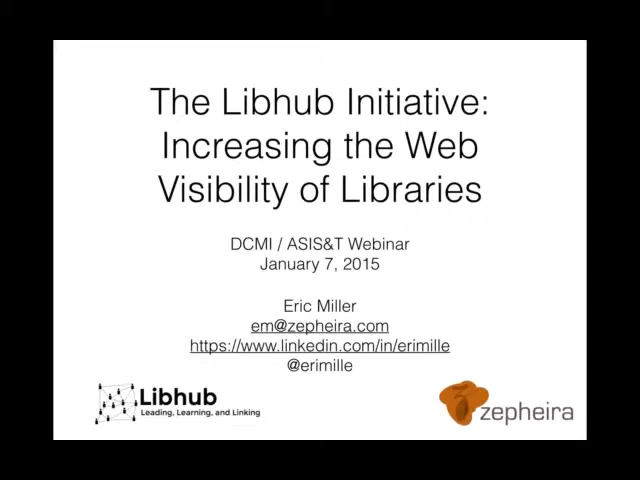 The Libhub Initiative:
Increasing the Web
Visibility of Libraries
DCMI / ASIS&T Webinar
January 7, 2015
Eric Miller
em@zepheira.com
https://www.linkedin.com/in/erimille
@erimille
Libhub
Leading, Learning, and Linking
zepheira